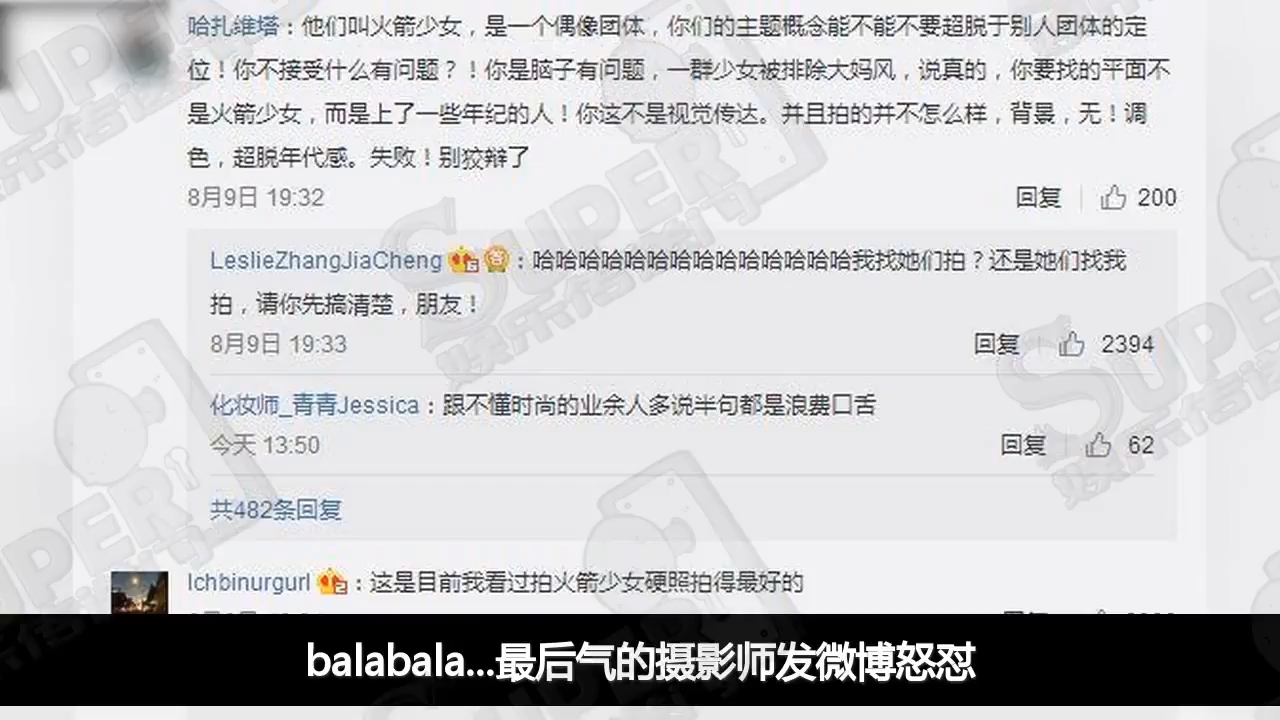 哈扎维塔：他们叫火箭少女，是一个偶像团体，你们的主题概念能不能不要超脱于别人团体的定
位！你不接受什么有问题？！你是脑子有问题，一群少女被排除大妈风，说真的，你要找的平面不
是火箭少女，而是上了一些年纪的人！你这不是视觉传达。并且拍的并不怎么样，背景，无！调
色，超脱年代感。失败！别狡辩了
8月9日 19:32 回复 200
LeslieZhangJiaCheng：哈哈哈哈哈哈哈哈哈哈哈哈哈哈我找她们拍？还是她们找我
拍，请你先搞清楚，朋友！
8月9日 19:33 回复 2394
化妆师_青青Jessica：跟不懂时尚的业余人多说半句都是浪费口舌
今天 13:50 回复 62
共482条回复
Ichbinurgurl：这是目前我看过拍火箭少女硬照拍得最好的
balabala...最后气的摄影师发微博怒怼